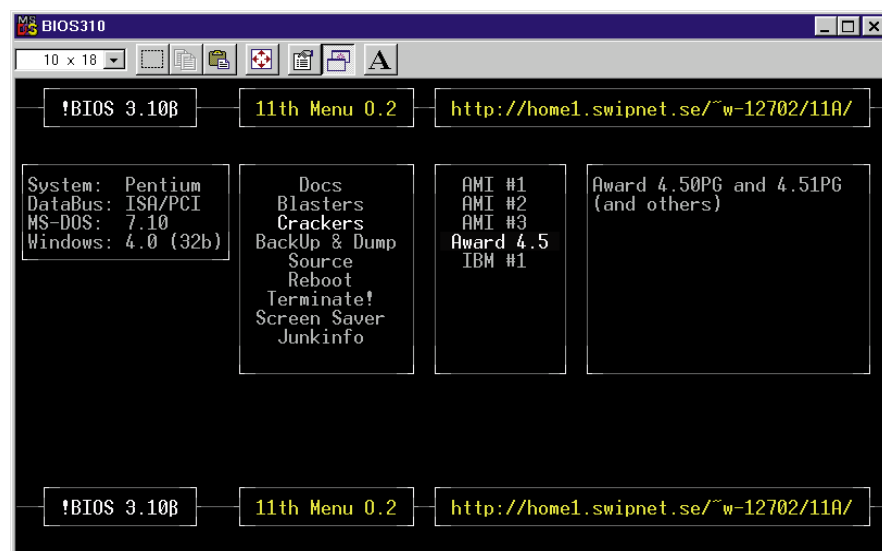 BIOS310
10 x 18
A
!BIOS 3.10β
11th Menu 0.2
http://home1.swipnet.se/~w-12702/11A/
System: Pentium
DataBus: ISA/PCI
MS-DOS: 7.10
Windows: 4.0 (32b)
Docs
Blasters
Crackers
BackUp & Dump
Source
Reboot
Terminate!
Screen Saver
Junkinfo
AMI #1
AMI #2
AMI #3
Award 4.5
IBM #1
Award 4.50PG and 4.51PG
(and others)
!BIOS 3.10β
11th Menu 0.2
http://home1.swipnet.se/~w-12702/11A/